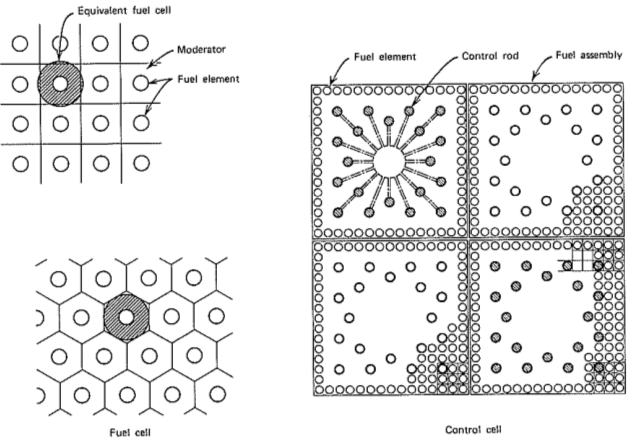 Equivalent fuel cell
Moderator
Fuel element
Fuel element
Control rod
Fuel assembly
Fuel cell
Control cell